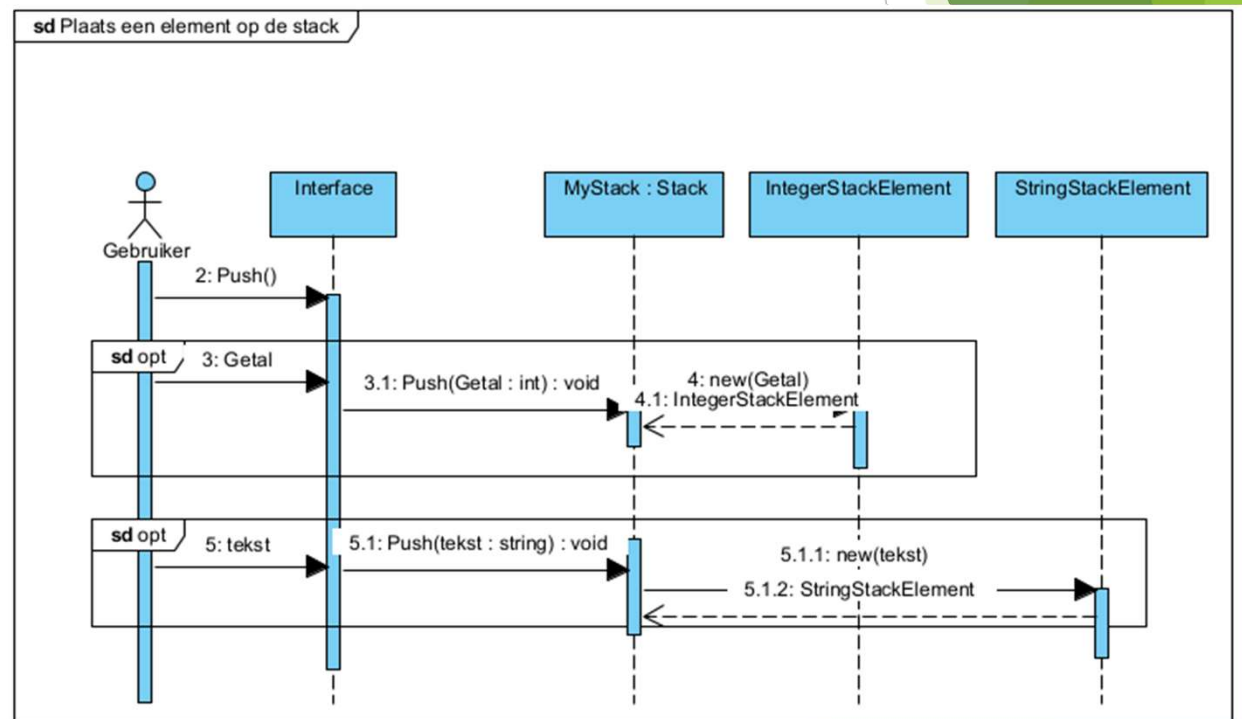 sd Plaats een element op de stack
Interface
MyStack : Stack
IntegerStackElement
StringStackElement
Gebruiker
2: Push()
sd opt
3: Getal
3.1: Push(Getal : int) : void
4: new(Getal)
4.1: IntegerStackElement
sd opt
5: tekst
5.1: Push(tekst : string) : void
5.1.1: new(tekst)
5.1.2: StringStackElement